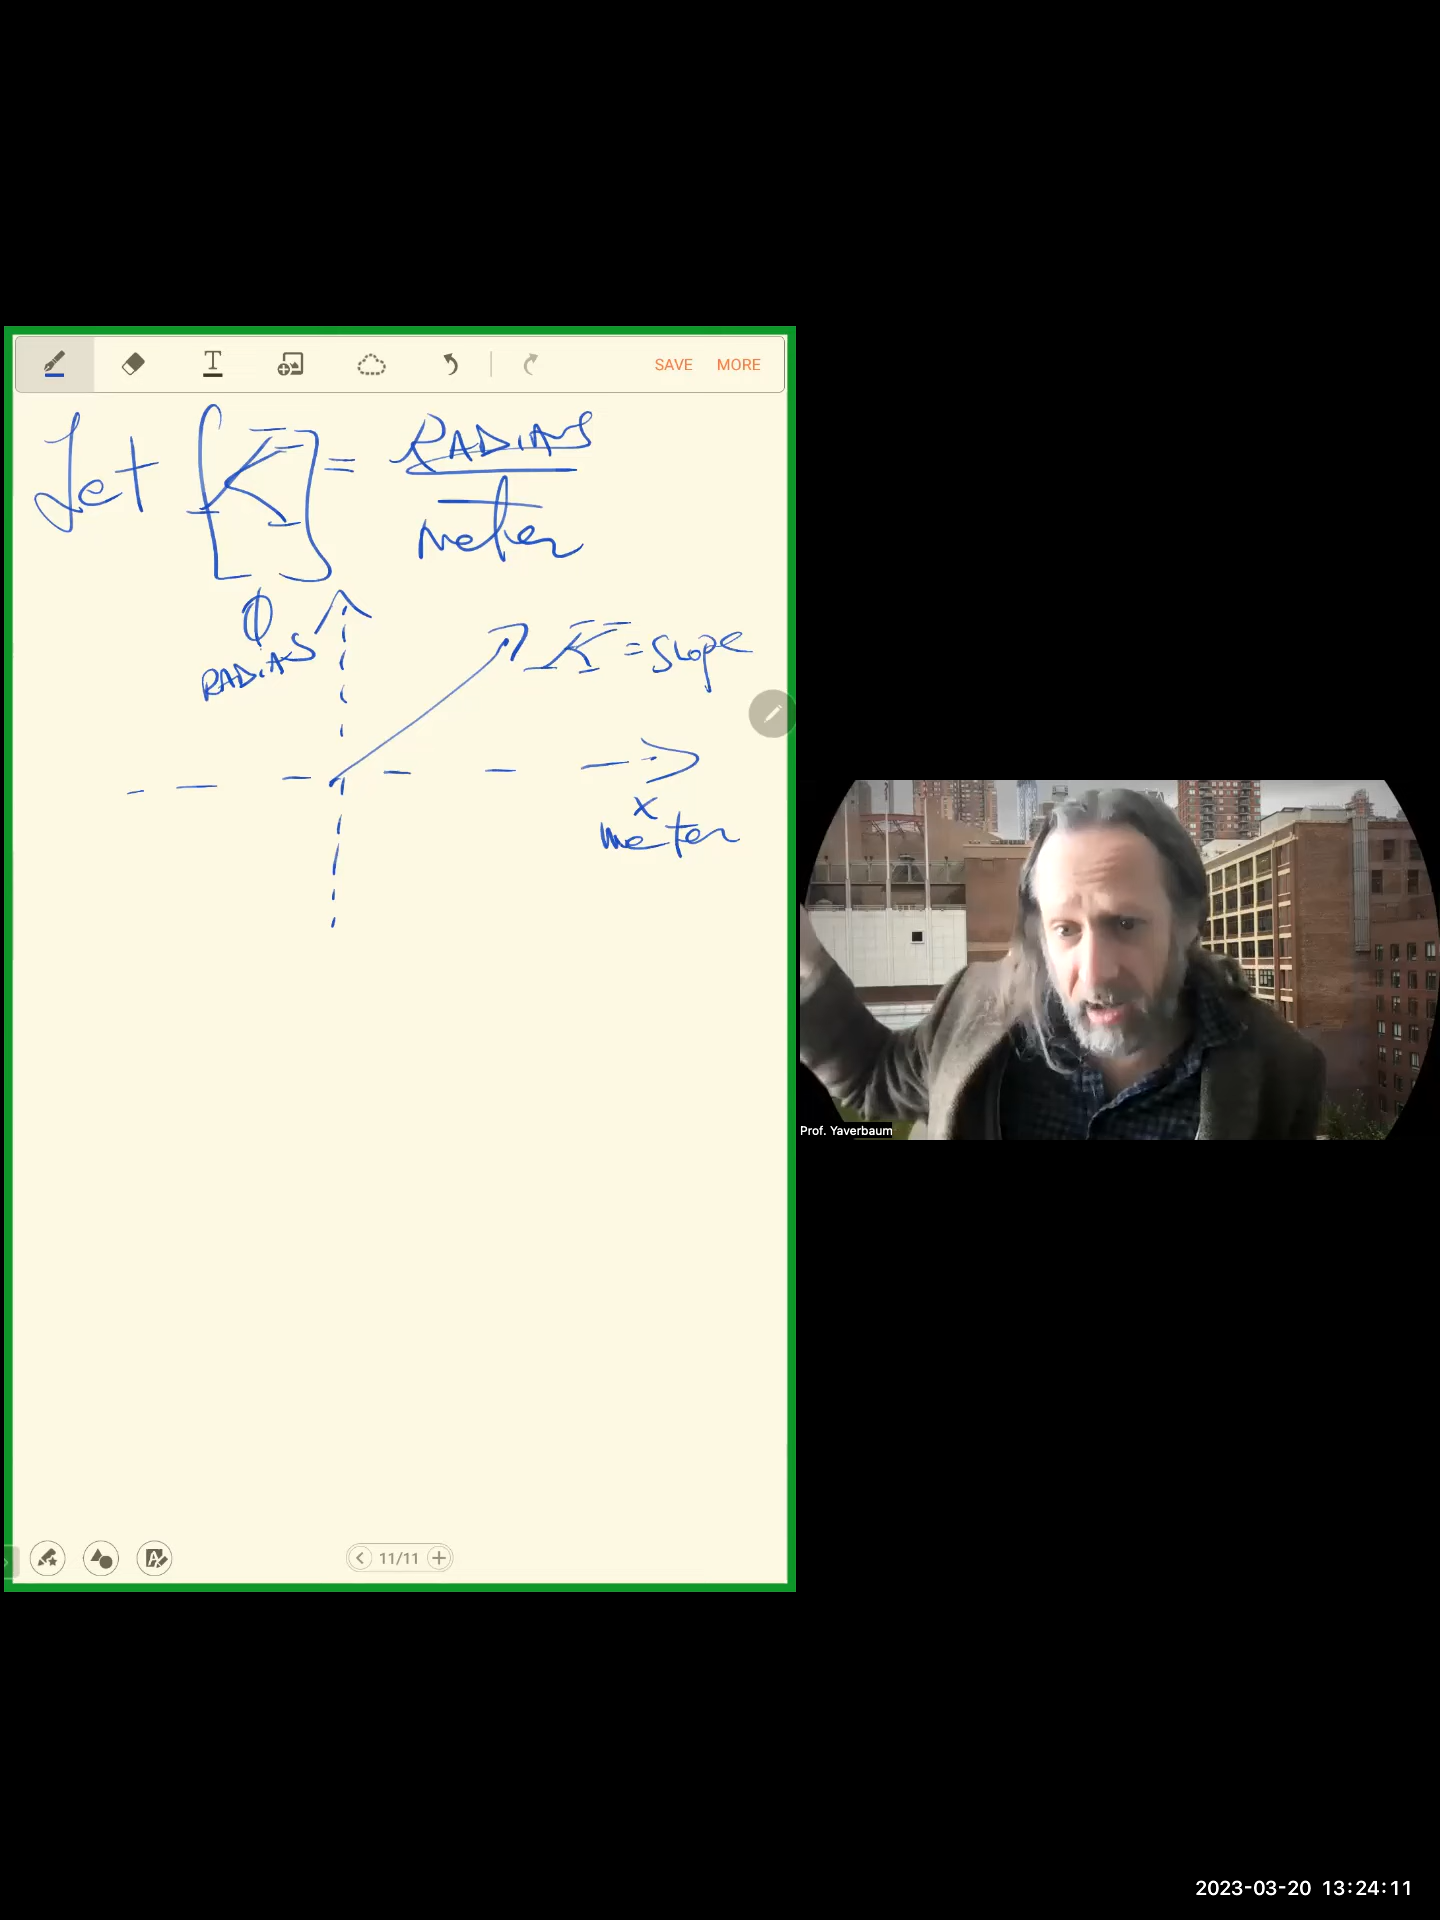 T
SAVE
MORE
Let [K] = RADIANS
meter
ϕ
RADIANS
K = SLOPE
x
meter
Prof. Yaverbaum
A
11/11
2023-03-20 13:24:11